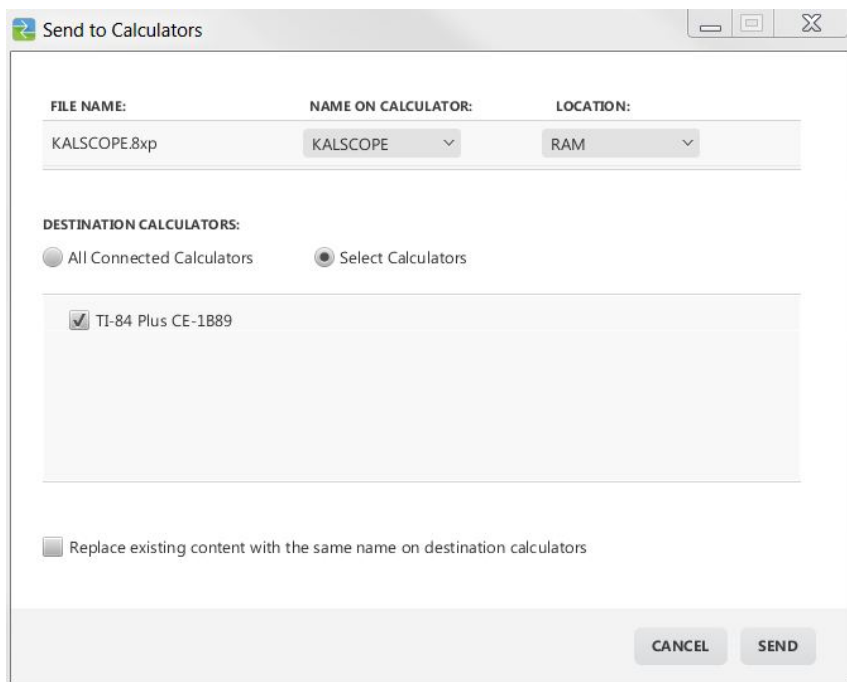 Send to Calculators
FILE NAME: NAME ON CALCULATOR: LOCATION:
KALSCOPE.8xp KALSCOPE RAM
DESTINATION CALCULATORS:
All Connected Calculators Select Calculators
TI-84 Plus CE-1B89
Replace existing content with the same name on destination calculators
CANCEL SEND